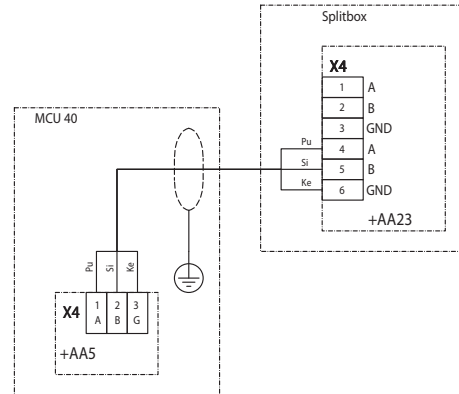 Splitbox
X4
1 A
2 B
3 GND
Pu 4 A
Si 5 B
Ke 6 GND
+AA23
MCU 40
Pu Si Ke
X4 1 2 3
A B G
+AA5